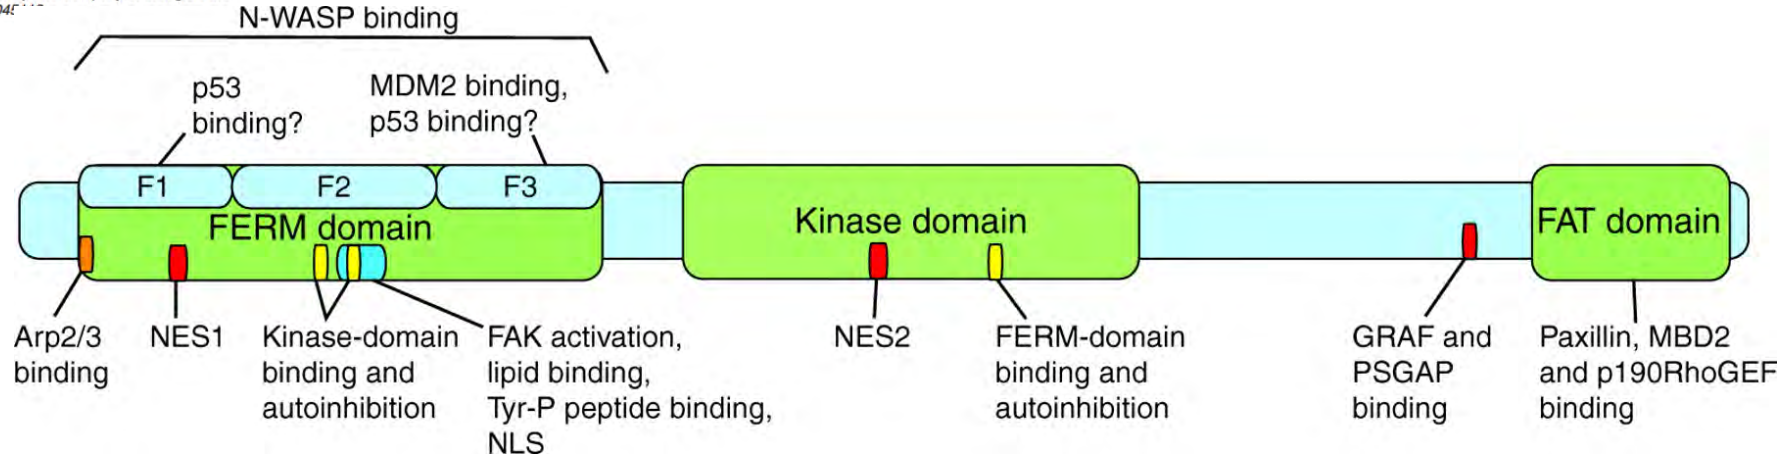 N-WASP binding
p53
binding?
MDM2 binding,
p53 binding?
F1
F2
F3
FERM domain
Kinase domain
FAT domain
Arp2/3
binding
NES1
Kinase-domain
binding and
autoinhibition
FAK activation,
lipid binding,
Tyr-P peptide binding,
NLS
NES2
FERM-domain
binding and
autoinhibition
GRAF and
PSGAP
binding
Paxillin, MBD2
and p190RhoGEF
binding